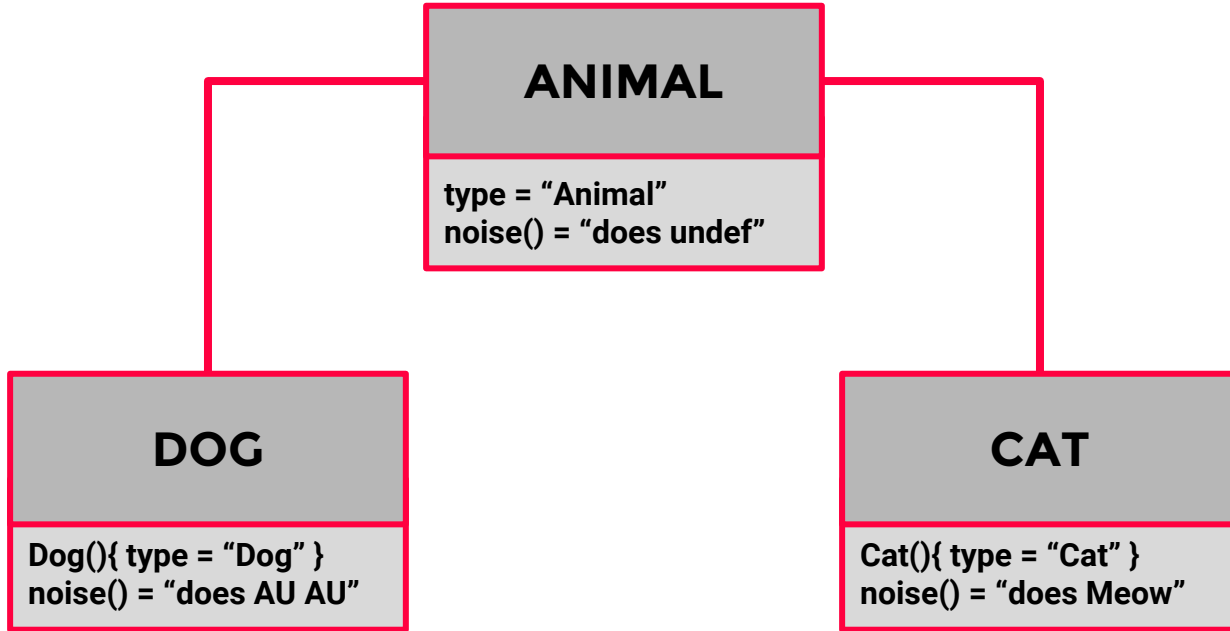 ANIMAL
type = “Animal”
noise() = “does undef”
DOG
Dog(){ type = “Dog” }
noise() = “does AU AU”
CAT
Cat(){ type = “Cat” }
noise() = “does Meow”